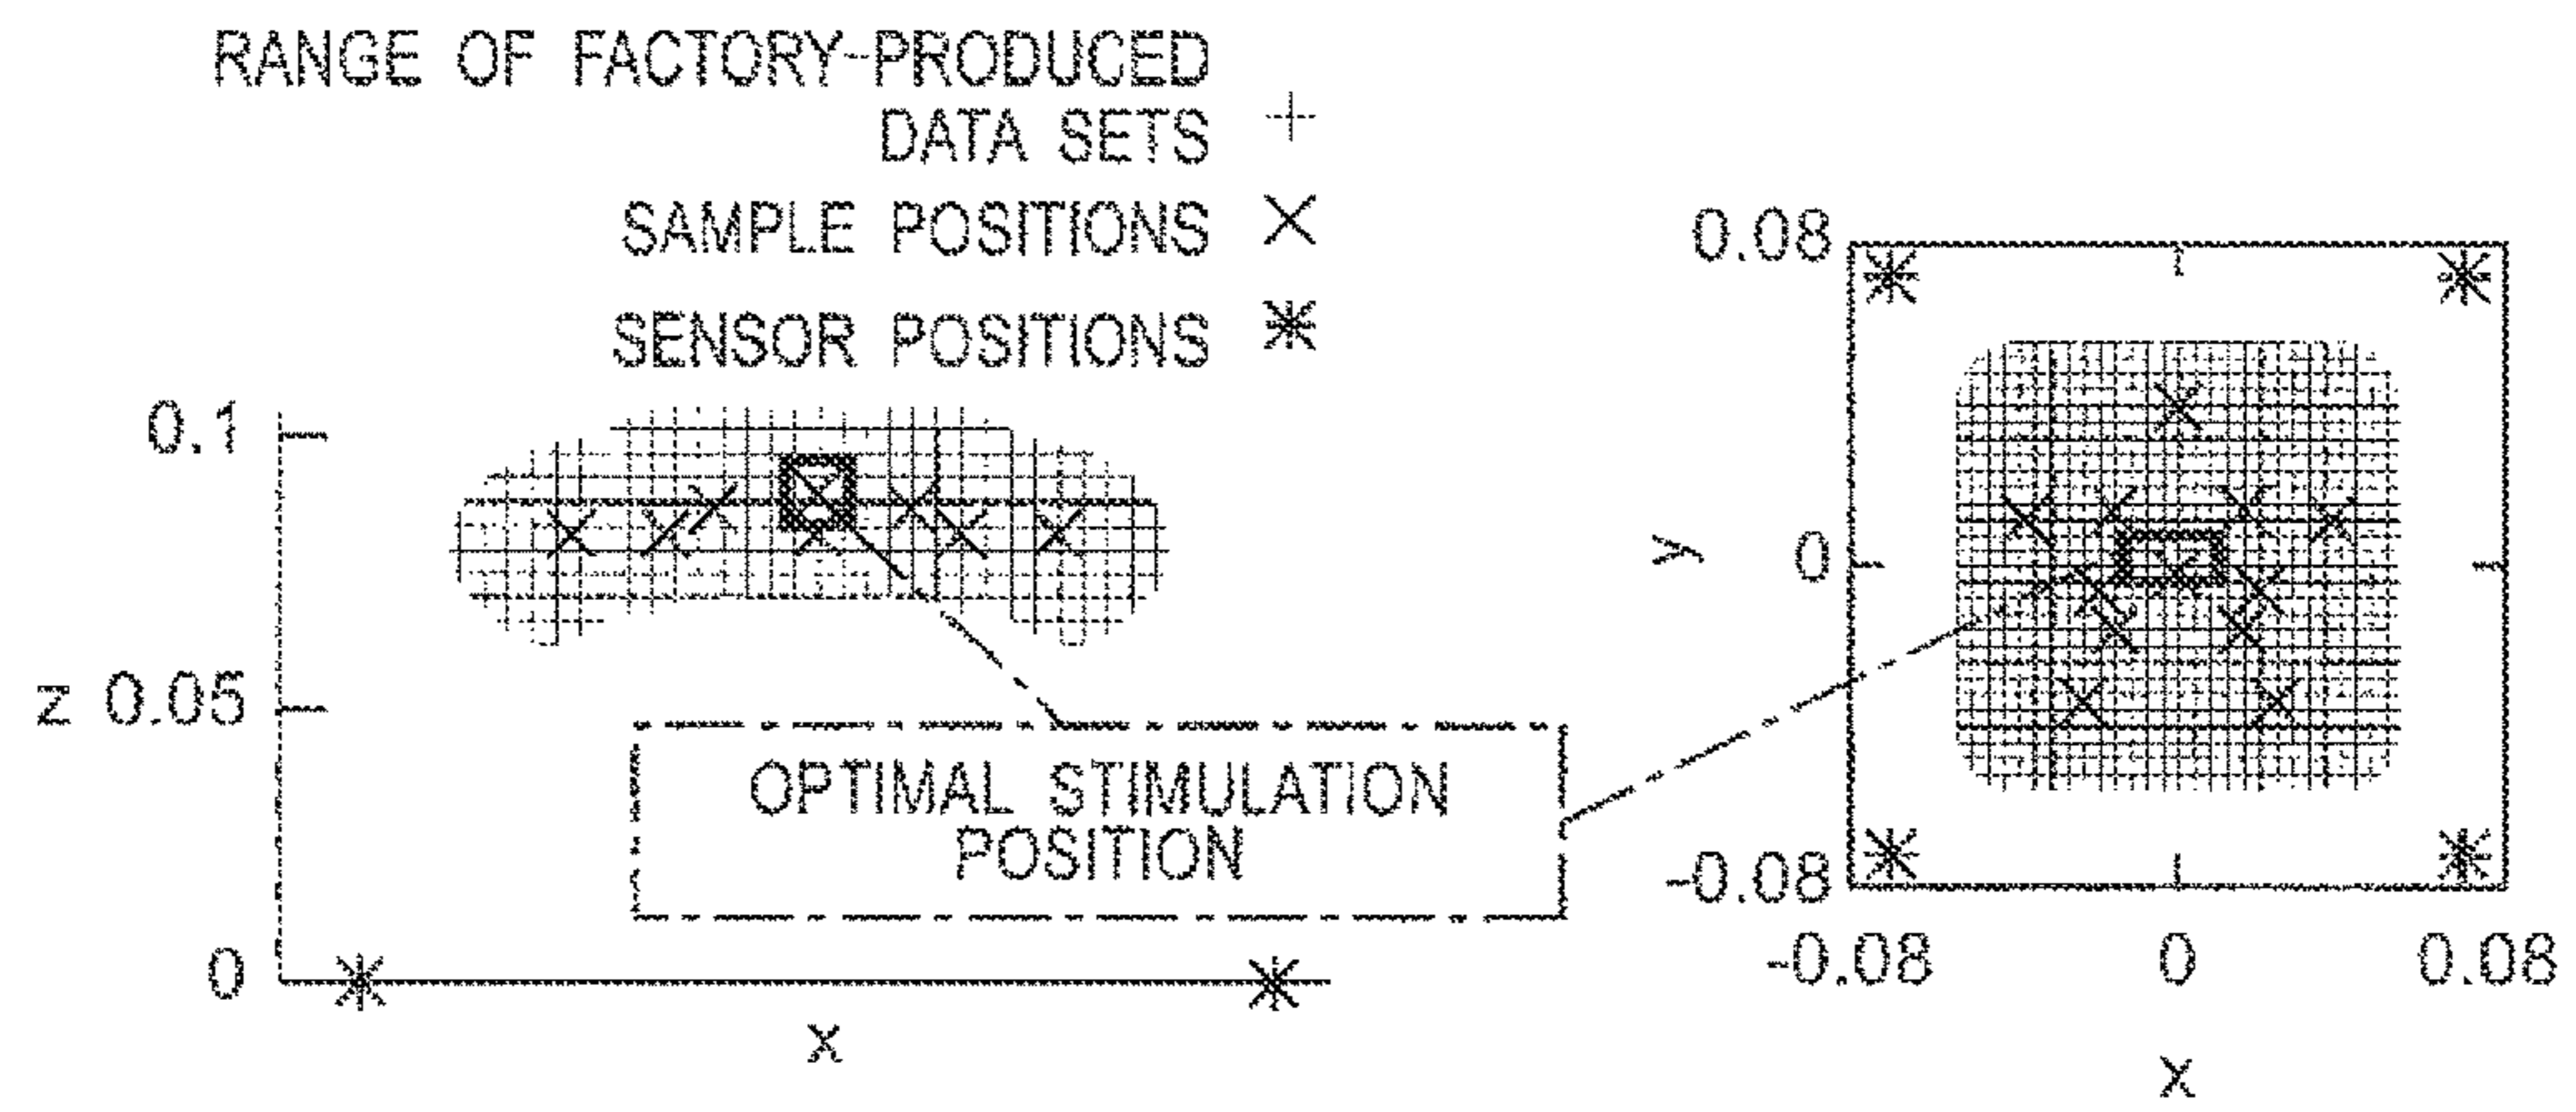 RANGE OF FACTORY-PRODUCED
DATA SETS
SAMPLE POSITIONS
SENSOR POSITIONS
0.1
z 0.05
0
x
OPTIMAL STIMULATION
POSITION
0.08
y 0
-0.08
-0.08 0 0.08
x